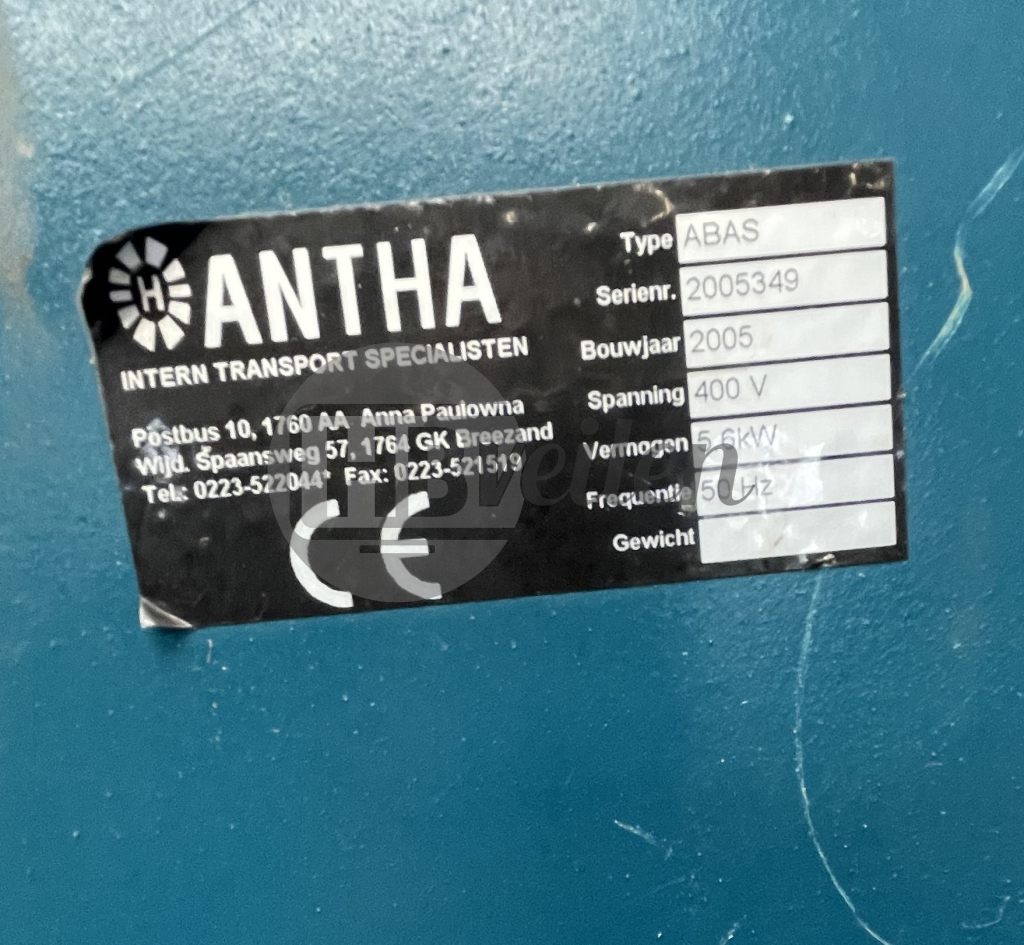 H ANTHA
INTERN TRANSPORT SPECIALISTEN
Postbus 10, 1760 AA Anna Paulowna
Wijd. Spaansweg 57, 1764 GK Breezand
Tel.: 0223-522044* Fax: 0223-521519
CE
Type ABAS
Serienr. 2005349
Bouwjaar 2005
Spanning 400 V
Vermogen 5,6kW
Frequentie 50 Hz
Gewicht
veilen